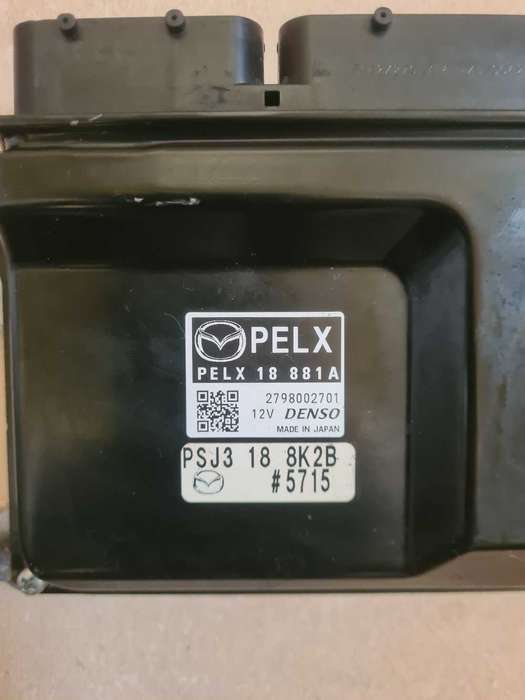 PELX
PELX 18 881A
2798002701
12V DENSO
MADE IN JAPAN
PSJ3 18 8K2B
#5715